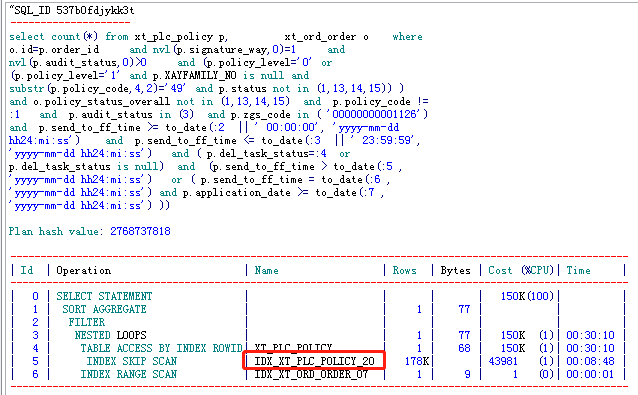 "SQL_ID 537b0fdjykk3t
--------------------
select count(*) from xt_plc_policy p, xt_ord_order o where
o.id=p.order_id and nvl(p.signature_way,0)=1 and
nvl(p.audit_status,0)>0 and (p.policy_level='0' or
(p.policy_level='1' and p.XAYFAMILY_NO is null and
substr(p.policy_code,4,2)='49' and p.status not in (1,13,14,15)) )
and o.policy_status_overall not in (1,13,14,15) and p.policy_code !=
:1 and p.audit_status in (3) and p.zgs_code in ( '00000000001126')
and p.send_to_ff_time >= to_date(:2 || ' 00:00:00', 'yyyy-mm-dd
hh24:mi:ss') and p.send_to_ff_time <= to_date(:3 || ' 23:59:59',
'yyyy-mm-dd hh24:mi:ss') and ( p.del_task_status=:4 or
p.del_task_status is null) and (p.send_to_ff_time > to_date(:5 ,
'yyyy-mm-dd hh24:mi:ss') or ( p.send_to_ff_time = to_date(:6 ,
'yyyy-mm-dd hh24:mi:ss') and p.application_date >= to_date(:7 ,
'yyyy-mm-dd hh24:mi:ss') ))
Plan hash value: 2768737818
| Id | Operation | Name | Rows | Bytes | Cost (%CPU)| Time |
| 0 | SELECT STATEMENT | | | | 150K(100)| |
| 1 | SORT AGGREGATE | | 1 | 77 | | |
| 2 | FILTER | | | | | |
| 3 | NESTED LOOPS | | 1 | 77 | 150K (1)| 00:30:10 |
| 4 | TABLE ACCESS BY INDEX ROWID| XT_PLC_POLICY | 1 | 68 | 150K (1)| 00:30:10 |
| 5 | INDEX SKIP SCAN | IDX_XT_PLC_POLICY_20 | 178K| | 43981 (1)| 00:08:48 |
| 6 | INDEX RANGE SCAN | IDX_XT_ORD_ORDER_07 | 1 | 9 | 1 (0)| 00:00:01 |